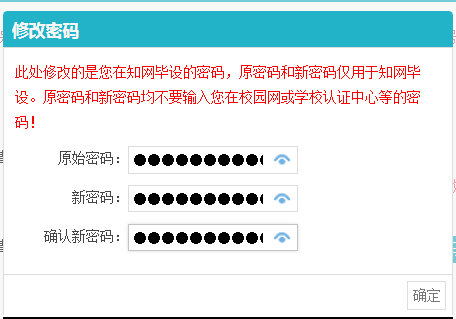 修改密码
此处修改的是您在知网毕设的密码，原密码和新密码仅用于知网毕
设。原密码和新密码均不要输入您在校园网或学校认证中心等的密
码！
原始密码：
新密码：
确认新密码：
确定